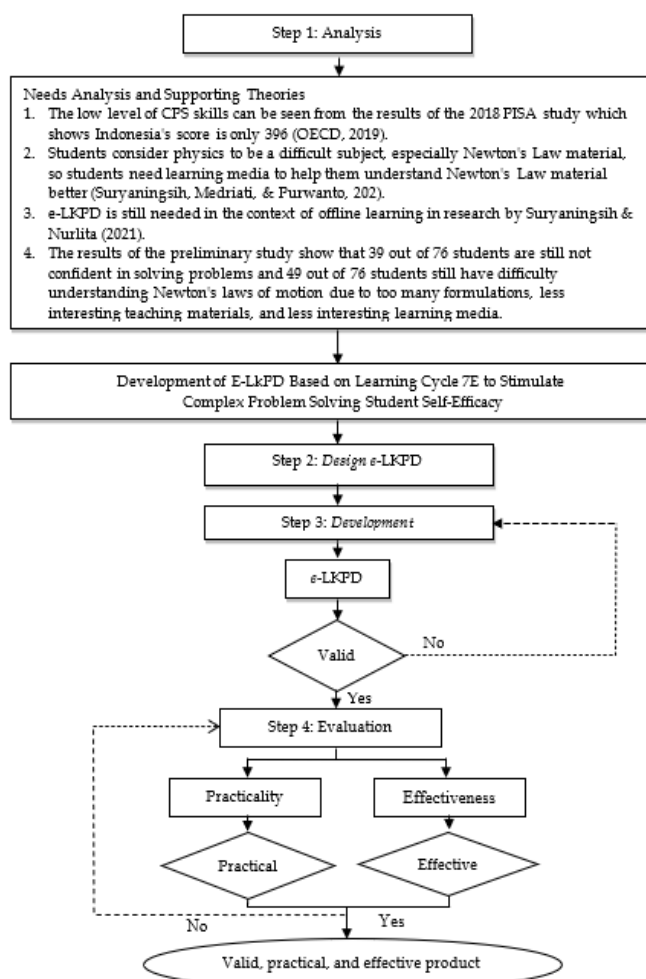 Step 1: Analysis
Needs Analysis and Supporting Theories
1. The low level of CPS skills can be seen from the results of the 2018 PISA study which
shows Indonesia's score is only 396 (OECD, 2019).
2. Students consider physics to be a difficult subject, especially Newton's Law material,
so students need learning media to help them understand Newton's Law material
better (Suryaningsih, Medriati, & Purwanto, 202).
3. e-LKPD is still needed in the context of offline learning in research by Suryaningsih &
Nurlita (2021).
4. The results of the preliminary study show that 39 out of 76 students are still not
confident in solving problems and 49 out of 76 students still have difficulty
understanding Newton's laws of motion due to too many formulations, less
interesting teaching materials, and less interesting learning media.
Development of E-LkPD Based on Learning Cycle 7E to Stimulate
Complex Problem Solving Student Self-Efficacy
Step 2: Design e-LKPD
Step 3: Development
e-LKPD
Valid
No
Yes
Step 4: Evaluation
Practicality
Effectiveness
Practical
Effective
No
Yes
Valid, practical, and effective product